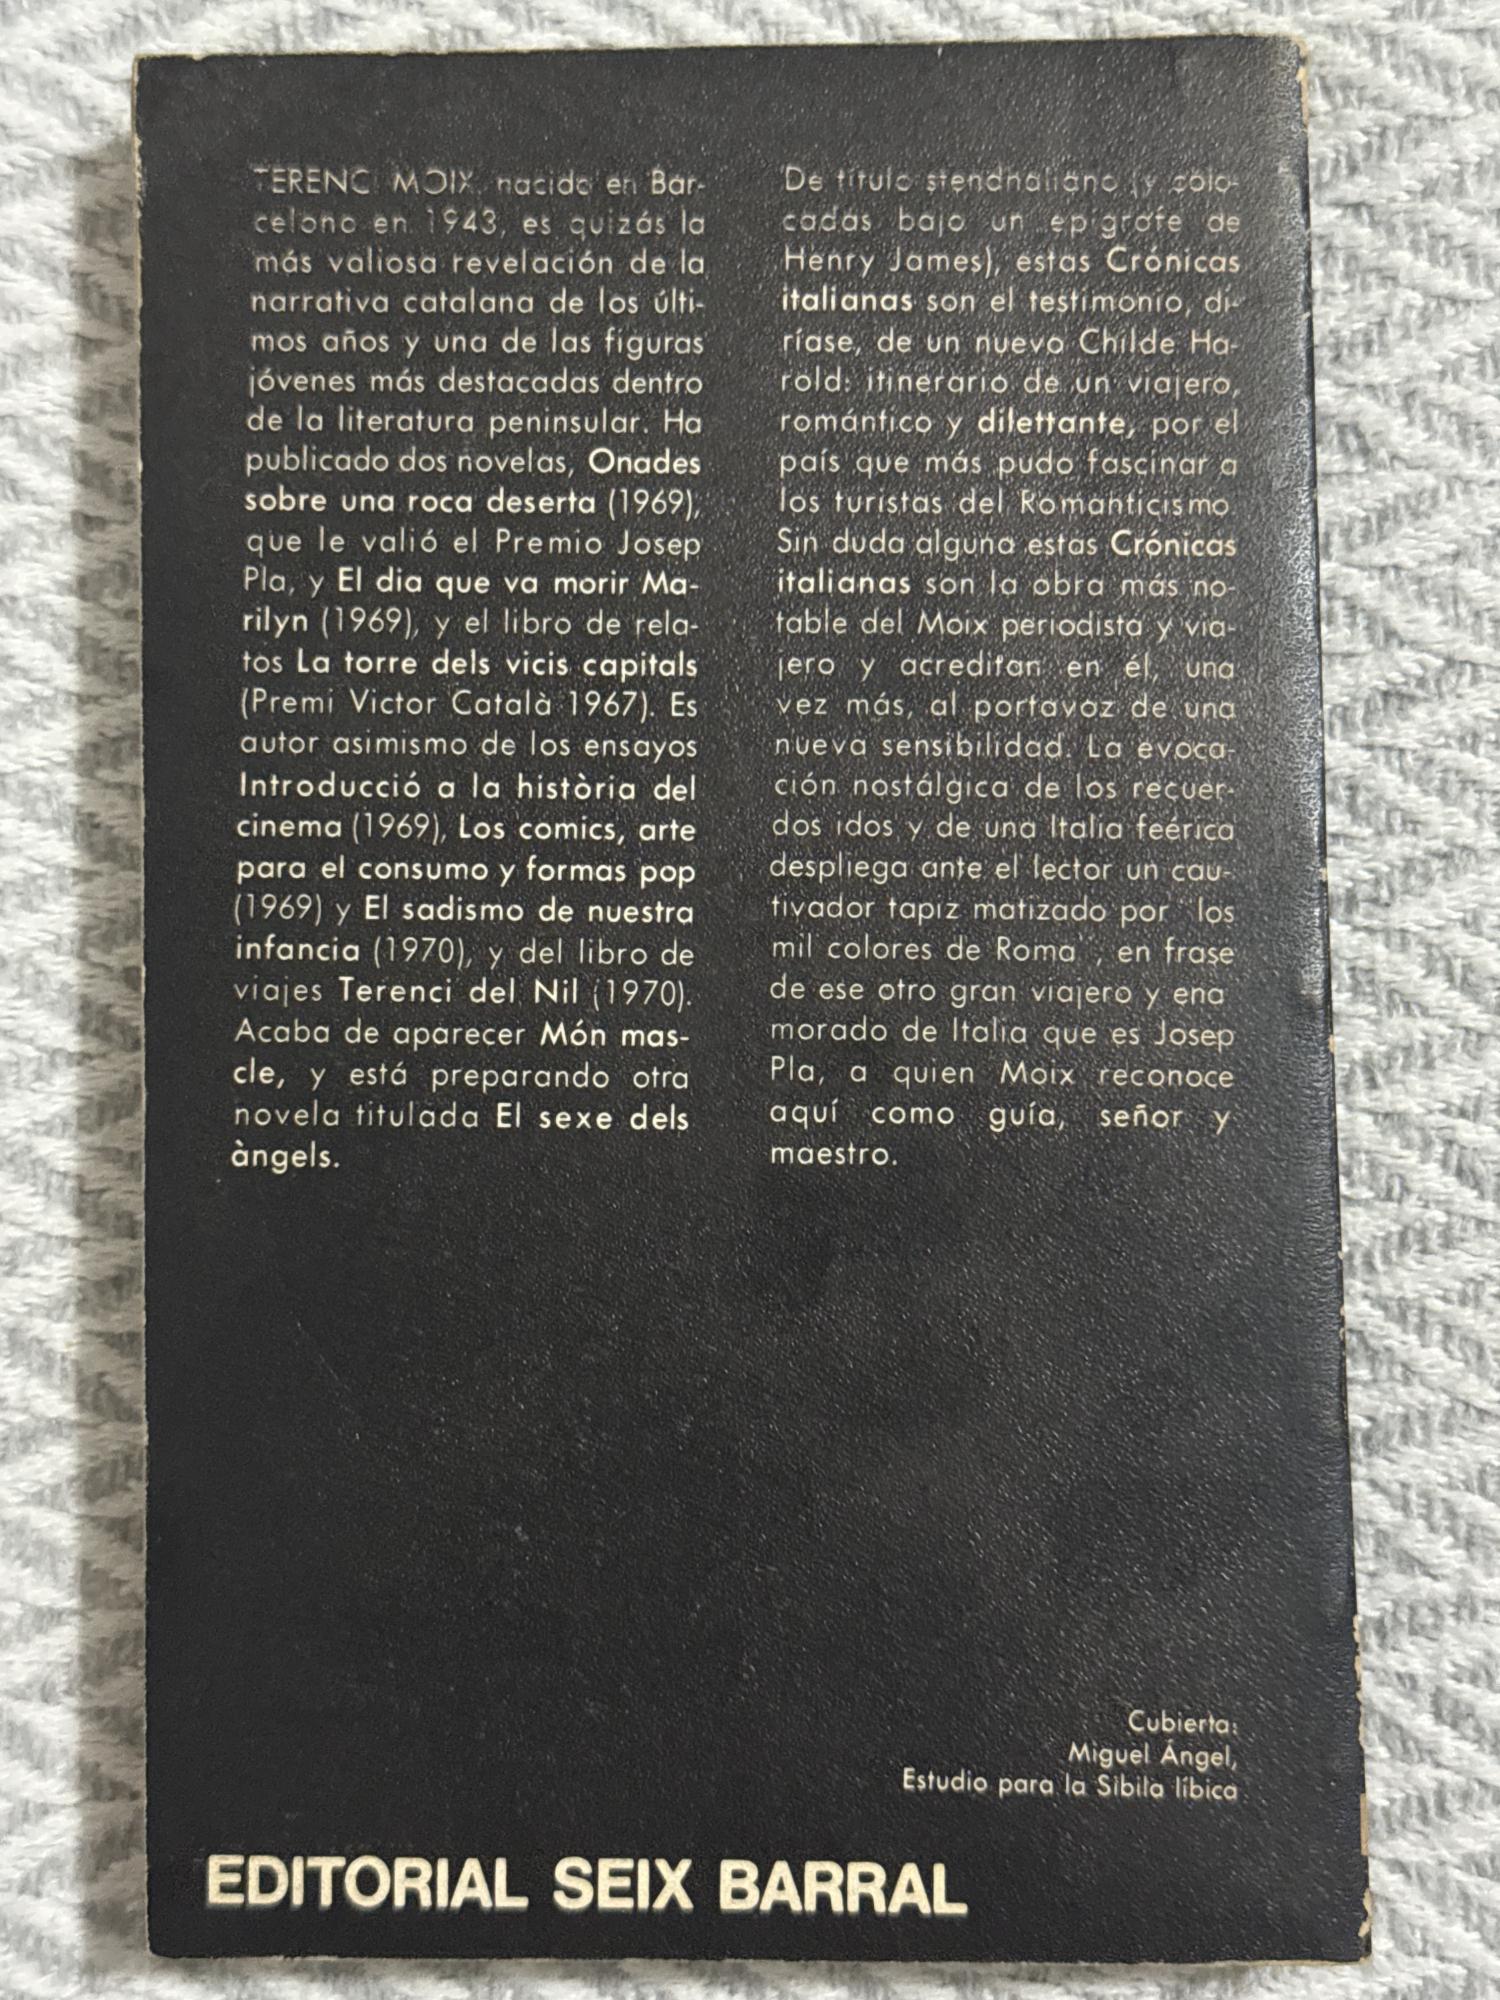 TERENCI MOIX, nacido en Bar-
celona en 1943, es quizás la
más valiosa revelación de la
narrativa catalana de los últi-
mos años y una de las figuras
jóvenes más destacadas dentro
de la literatura peninsular. Ha
publicado dos novelas, Onades
sobre una roca deserta (1969),
que le valió el Premio Josep
Pla, y El dia que va morir Ma-
rilyn (1969), y el libro de rela-
tos La torre dels vicis capitals
(Premi Victor Català 1967). Es
autor asimismo de los ensayos
Introducció a la història del
cinema (1969), Los comics, arte
para el consumo y formas pop
(1969) y El sadismo de nuestra
infancia (1970), y del libro de
viajes Terenci del Nil (1970).
Acaba de aparecer Món mas-
cle, y está preparando otra
novela titulada El sexe dels
àngels.
De título stendhaliano (y colo-
cadas bajo un epígrafe de
Henry James), estas Crónicas
italianas son el testimonio, di-
ríase, de un nuevo Childe Ha-
rold: itinerario de un viajero,
romántico y dilettante, por el
país que más pudo fascinar a
los turistas del Romanticismo.
Sin duda alguna estas Crónicas
italianas son la obra más no-
table del Moix periodista y via-
jero y acreditan en él, una
vez más, al portavoz de una
nueva sensibilidad. La evoca-
ción nostálgica de los recuer-
dos idos y de una Italia feérica
despliega ante el lector un cau-
tivador tapiz matizado por "los
mil colores de Roma", en frase
de ese otro gran viajero y ena
morado de Italia que es Josep
Pla, a quien Moix reconoce
aquí como guía, señor y
maestro.
Cubierta:
Miguel Ángel,
Estudio para la Sibila líbica
EDITORIAL SEIX BARRAL